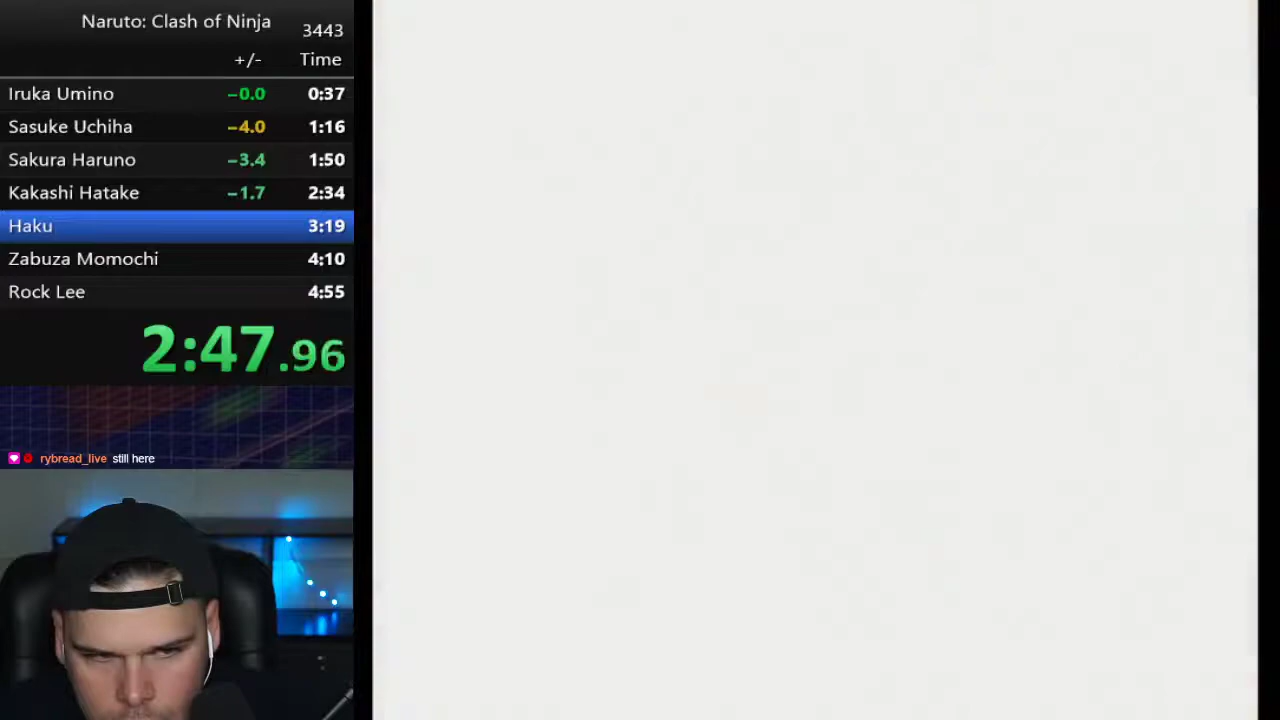 Naruto: Clash of Ninja
3443
+/- Time
Iruka Umino −0.0 0:37
Sasuke Uchiha −4.0 1:16
Sakura Haruno −3.4 1:50
Kakashi Hatake −1.7 2:34
Haku 3:19
Zabuza Momochi 4:10
Rock Lee 4:55
2:47.96
rybread_live still here